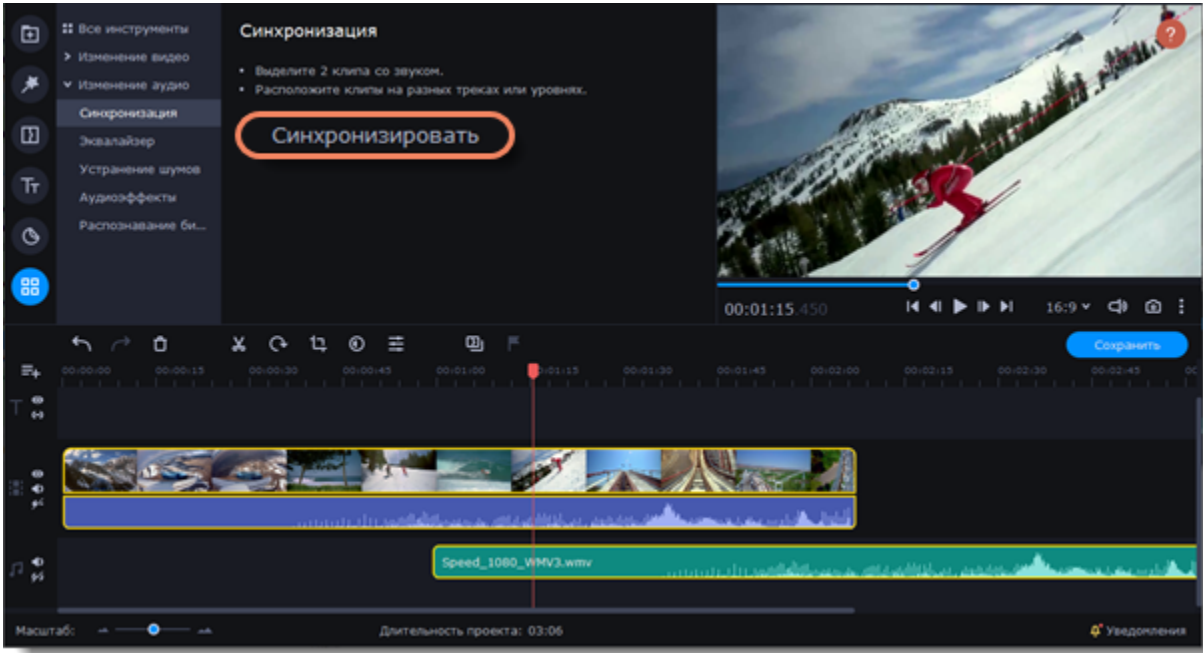 Все инструменты
Изменение видео
Изменение аудио
Синхронизация
Эквалайзер
Устранение шумов
Аудиоэффекты
Распознавание би...
Синхронизация
• Выделите 2 клипа со звуком.
• Расположите клипы на разных треках или уровнях.
Синхронизировать
?
00:01:15.450
16:9
Сохранить
00:00:00 00:00:15 00:00:30 00:00:45 00:01:00 00:01:15 00:01:30 00:01:45 00:02:00 00:02:15 00:02:30 00:02:45
Speed_1080_WMV3.wmv
Масштаб:
Длительность проекта: 03:06
Уведомления